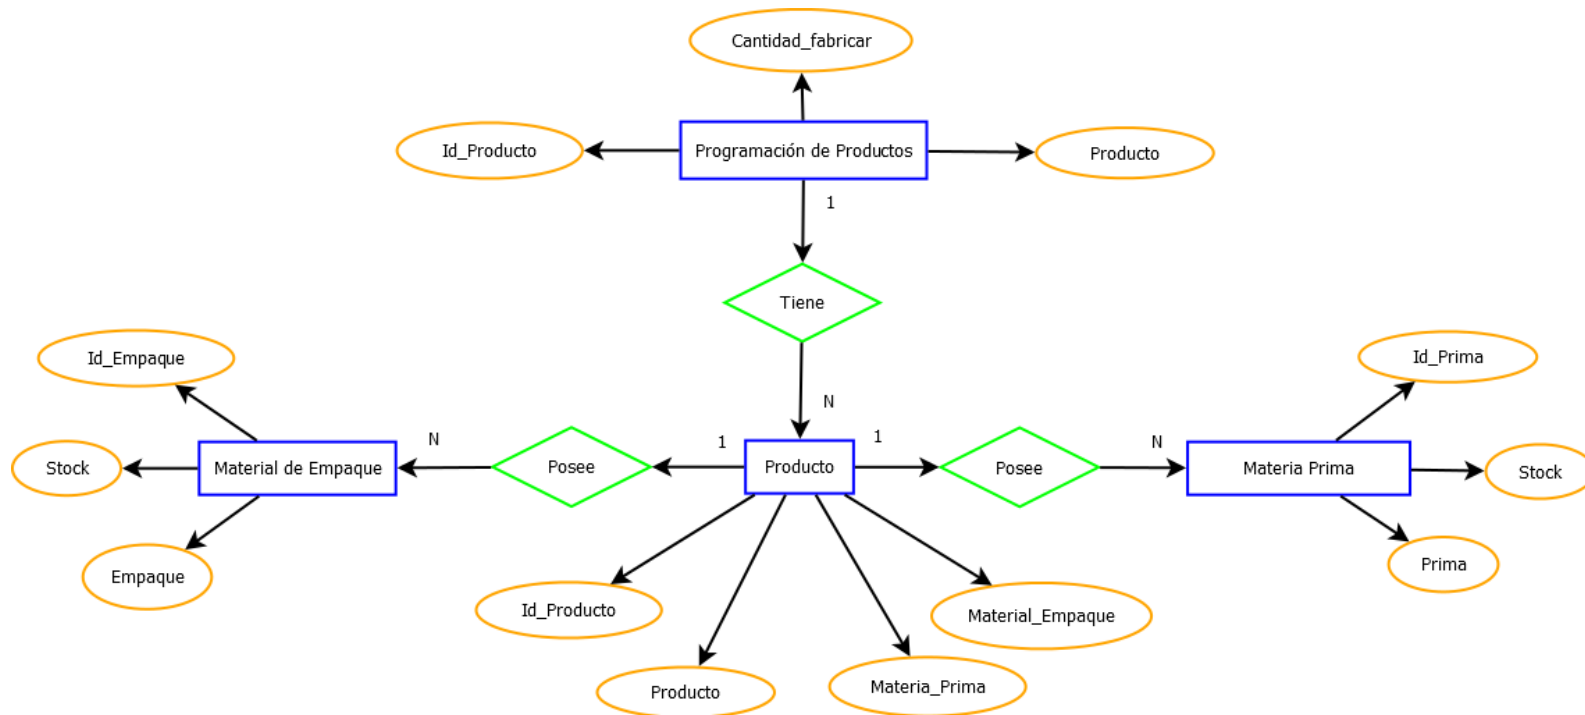 Cantidad_fabricar
Id_Producto
Programación de Productos
Producto
1
Tiene
Id_Empaque
Id_Prima
N
N
1
1
N
Stock
Material de Empaque
Posee
Producto
Posee
Materia Prima
Stock
Empaque
Prima
Id_Producto
Material_Empaque
Producto
Materia_Prima